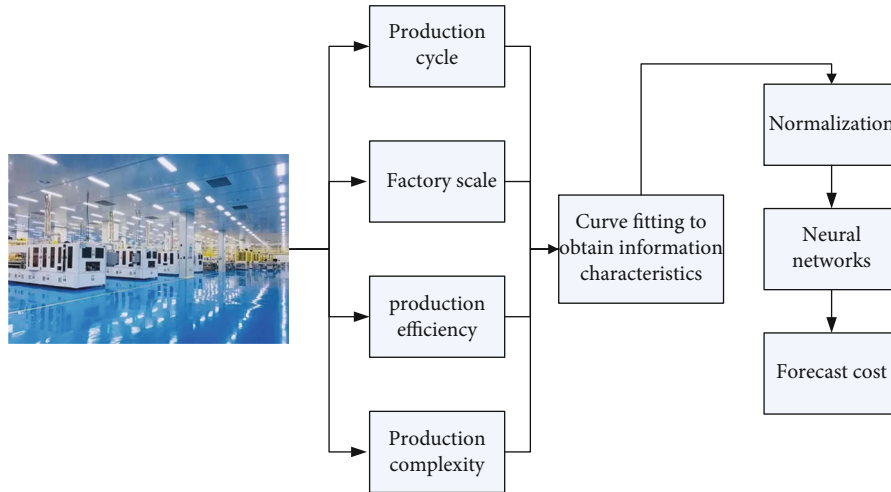 Production
cycle
Factory scale
production
efficiency
Production
complexity
Curve fitting to
obtain information
characteristics
Normalization
Neural
networks
Forecast cost